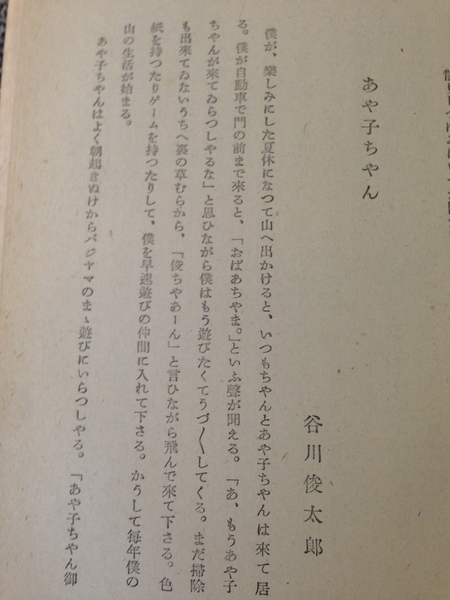 あや子ちやん
谷川俊太郎
僕が、樂しみにした夏休になつて山へ出かけると、いつもちやんとあや子ちやんは來て居
る。僕が自動車で門の前まで來ると、「おばあちやま。」といふ聲が聞える。「あ、もうあや子
ちやんが來てゐらつしやるな」と思ひながら僕はもう遊びたくてうづ〳〵してくる。まだ掃除
も出來てゐないうちへ裏の草むらから、「俊ちやあーん」と言ひながら飛んで來て下さる。色
紙を持つたりゲームを持つたりして、僕を早速遊びの仲間に入れて下さる。かうして毎年僕の
山の生活が始まる。
あや子ちやんはよく朝起きぬけからパジヤマのまゝ遊びにいらつしやる。「あや子ちやん御